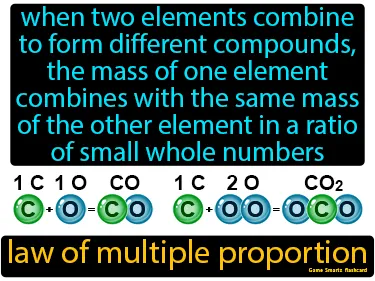 when two elements combine
to form different compounds,
the mass of one element
combines with the same mass
of the other element in a ratio
of small whole numbers
1 C 1 O CO 1 C 2 O CO₂
C + O = C O C + O O = O C O
law of multiple proportion
Game Smartz flashcard